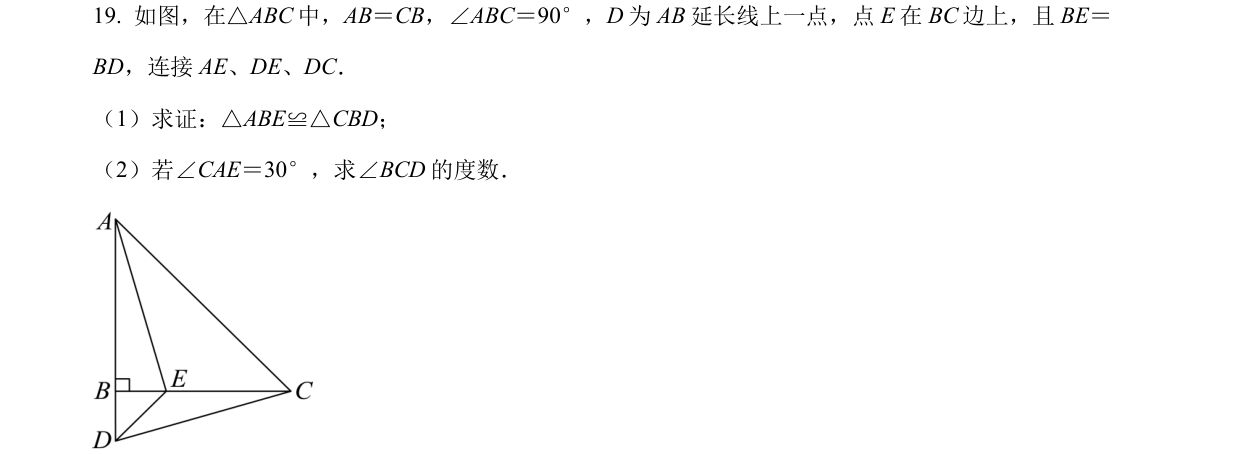 19. 如图，在△ABC中，AB＝CB，∠ABC＝90°，D为AB延长线上一点，点E在BC边上，且BE＝
BD，连接AE、DE、DC．
（1）求证：△ABE≌△CBD；
（2）若∠CAE＝30°，求∠BCD的度数．
A
B
E
C
D